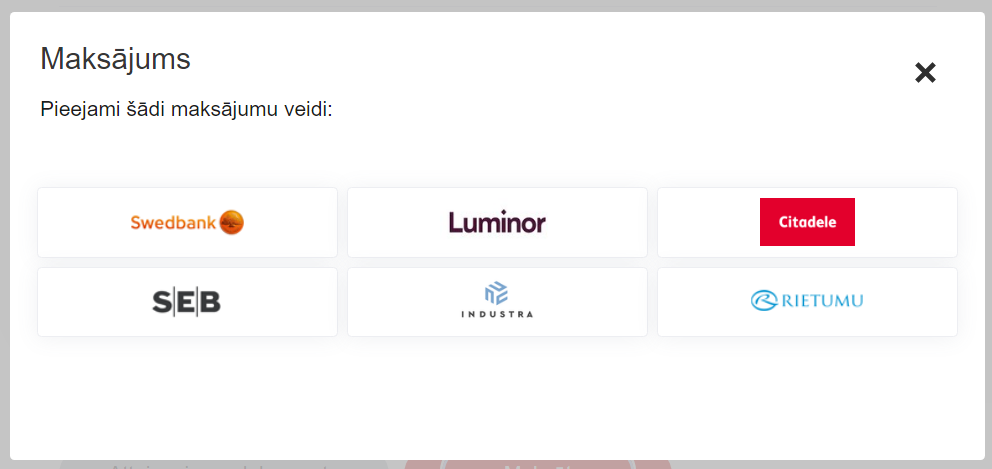 Maksājums
Pieejami šādi maksājumu veidi:
Swedbank
Luminor
Citadele
SEB
INDUSTRA
RIETUMU